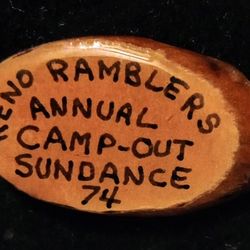 RENO RAMBLERS
ANNUAL
CAMP-OUT
SUNDANCE
74